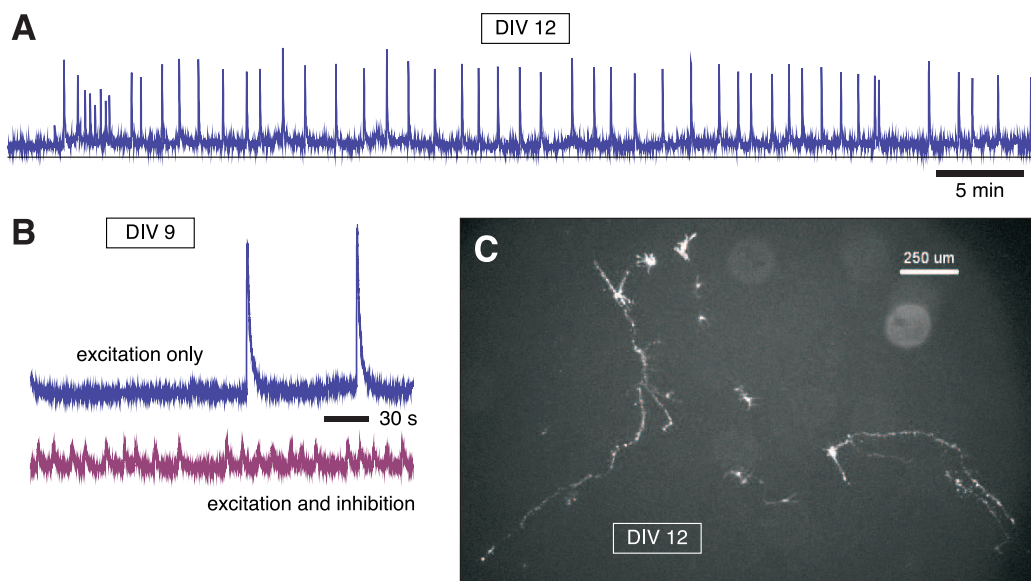 A
DIV 12
5 min
B
DIV 9
excitation only
30 s
excitation and inhibition
C
250 um
DIV 12